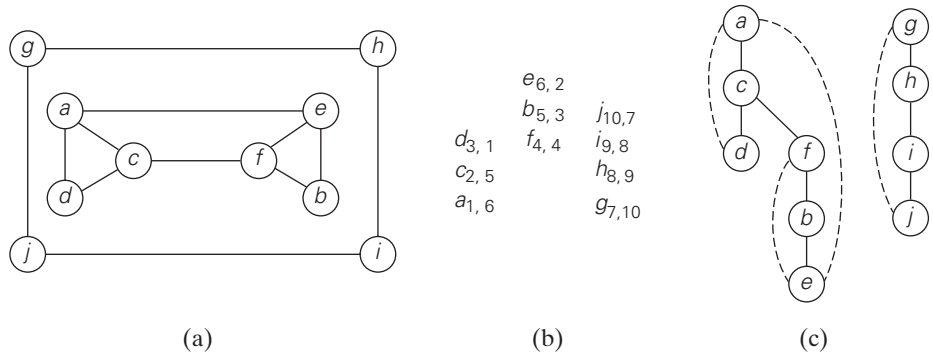 g
h
a
e
c
f
d
b
j
i
(a)
e6, 2
b5, 3 j10,7
d3, 1 f4, 4 i9, 8
c2, 5 h8, 9
a1, 6 g7,10
(b)
a
c
d
f
b
e
g
h
i
j
(c)